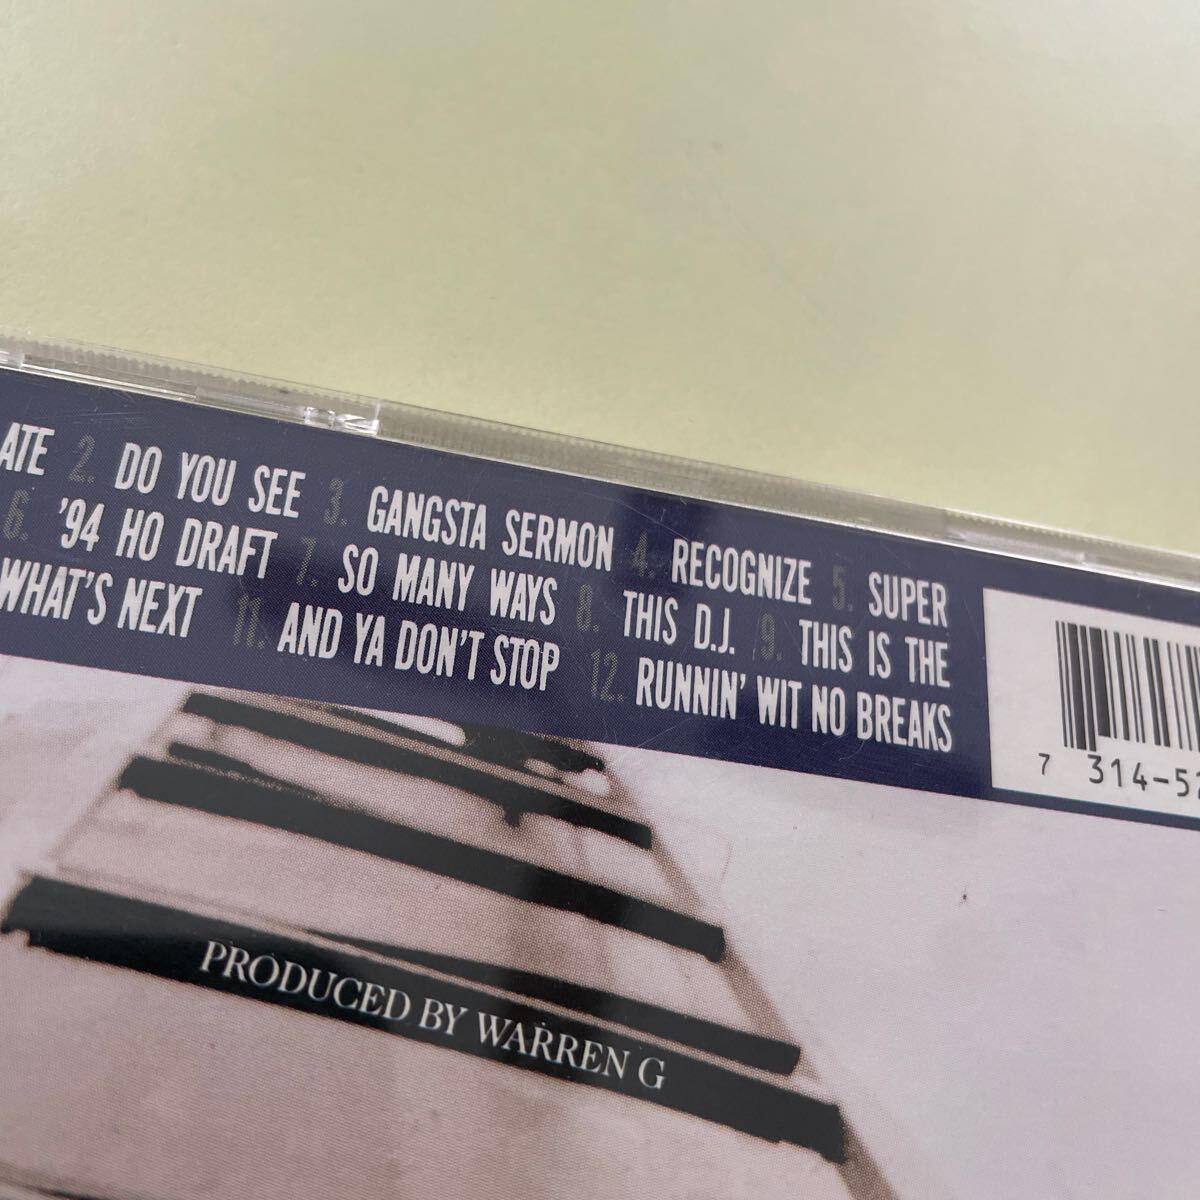 ATE 2. DO YOU SEE 3. GANGSTA SERMON 4. RECOGNIZE 5. SUPER
6. '94 HO DRAFT 7. SO MANY WAYS 8. THIS D.J. 9. THIS IS THE
WHAT'S NEXT 11. AND YA DON'T STOP 12. RUNNIN' WIT NO BREAKS
7 314-52
PRODUCED BY WARREN G